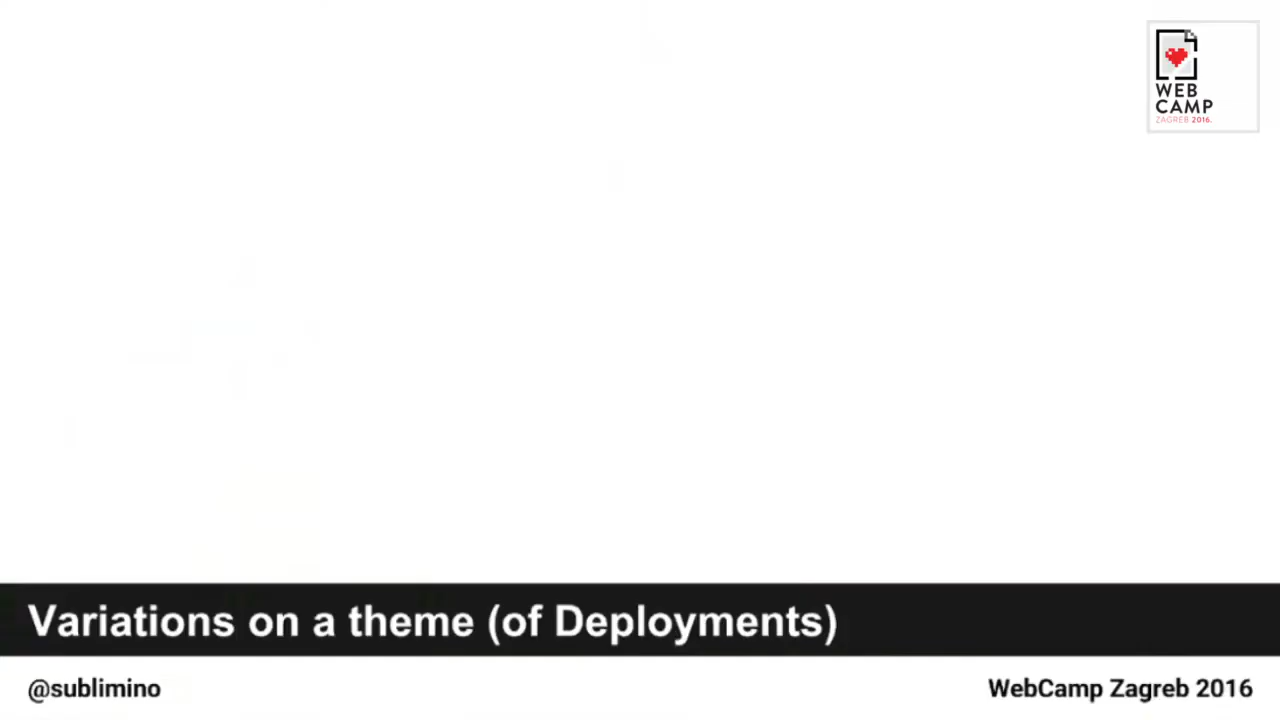 WEB
CAMP
ZAGREB 2016.
Variations on a theme (of Deployments)
@sublimino
WebCamp Zagreb 2016